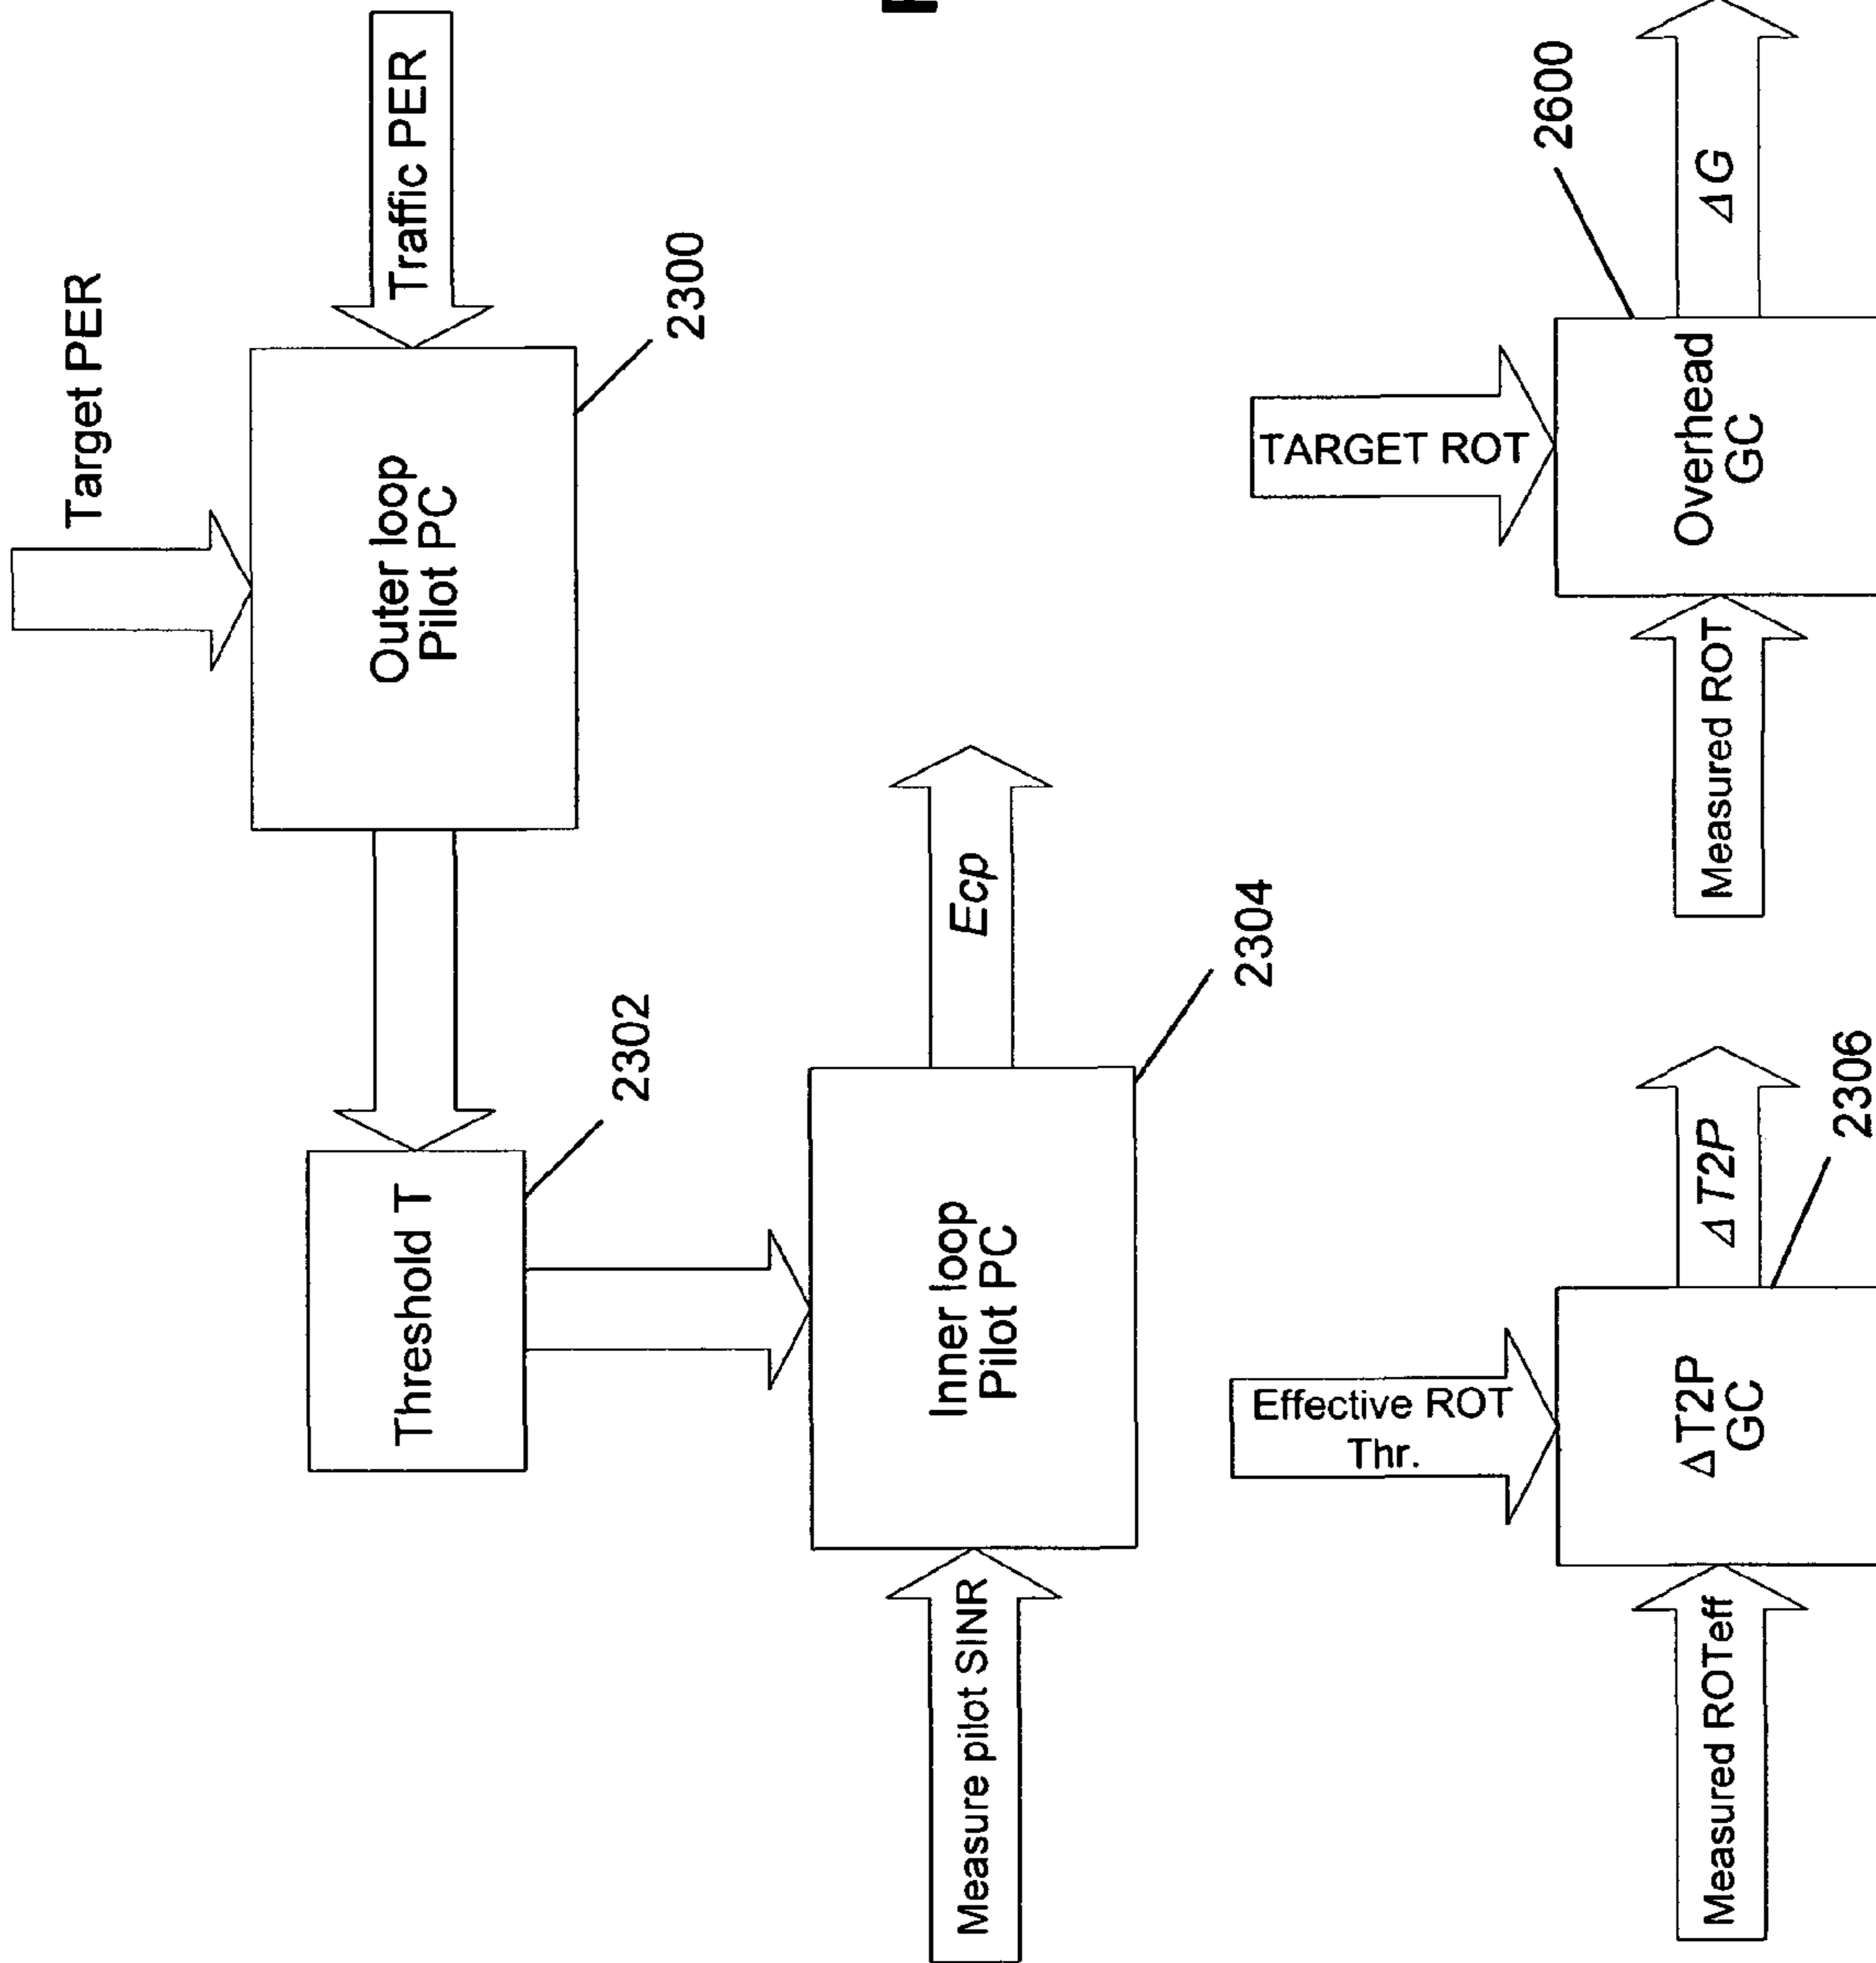 Target PER
Traffic PER
Outer loop
Pilot PC
2300
Threshold T
2302
Measure pilot SINR
Inner loop
Pilot PC
Ecp
2304
Effective ROT
Thr.
Measured ROTeff
ΔT2P
GC
Δ T2P
2306
TARGET ROT
Measured ROT
Overhead
GC
ΔG
2600